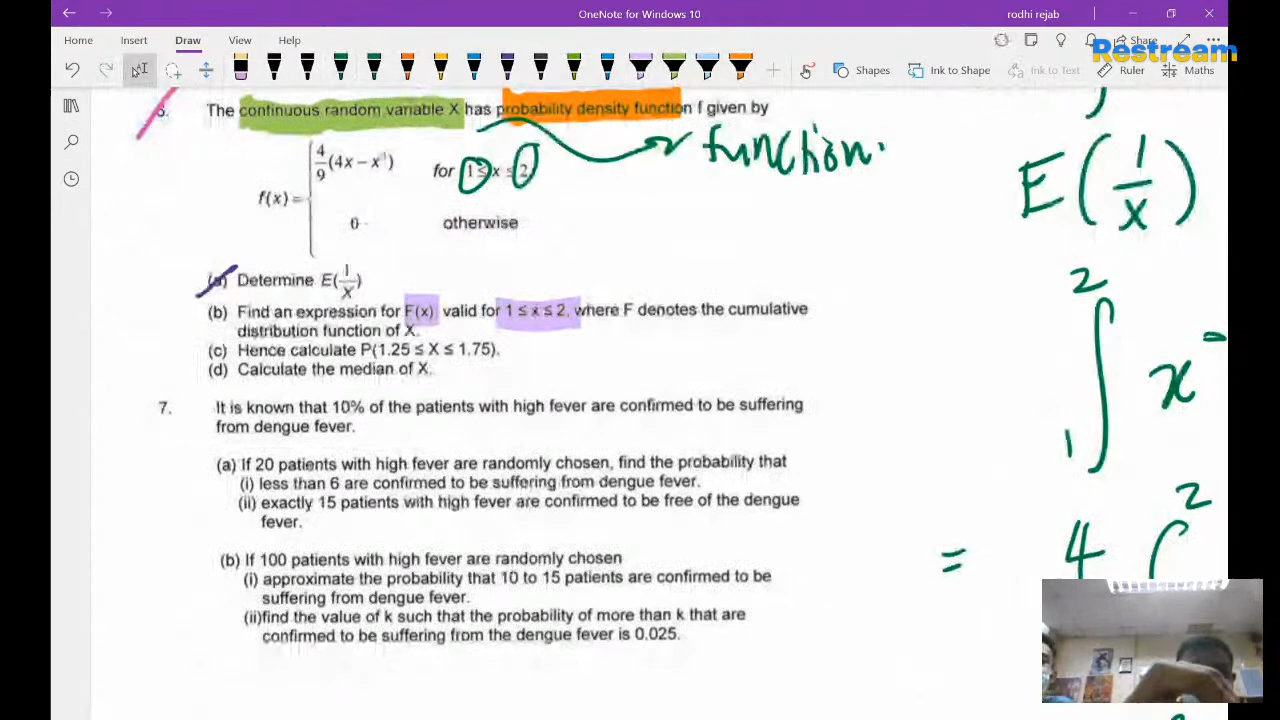 OneNote for Windows 10
rodhi rejab
Home
Insert
Draw
View
Help
Share
Restream
Shapes
Ink to Shape
Ink to Text
Ruler
Maths
The continuous random variable X has probability density function f given by
function.
4/9 (4x − x³) for 1 ≤ x ≤ 2,
f(x) =
0 otherwise
(a) Determine E(1/X)
(b) Find an expression for F(x) valid for 1 ≤ x ≤ 2, where F denotes the cumulative
distribution function of X.
(c) Hence calculate P(1.25 ≤ X ≤ 1.75).
(d) Calculate the median of X.
7. It is known that 10% of the patients with high fever are confirmed to be suffering
from dengue fever.
(a) If 20 patients with high fever are randomly chosen, find the probability that
(i) less than 6 are confirmed to be suffering from dengue fever.
(ii) exactly 15 patients with high fever are confirmed to be free of the dengue
fever.
(b) If 100 patients with high fever are randomly chosen
(i) approximate the probability that 10 to 15 patients are confirmed to be
suffering from dengue fever.
(ii)find the value of k such that the probability of more than k that are
confirmed to be suffering from the dengue fever is 0.025.
E(1/x)
2
∫ x⁻
1
2
= 4 ∫